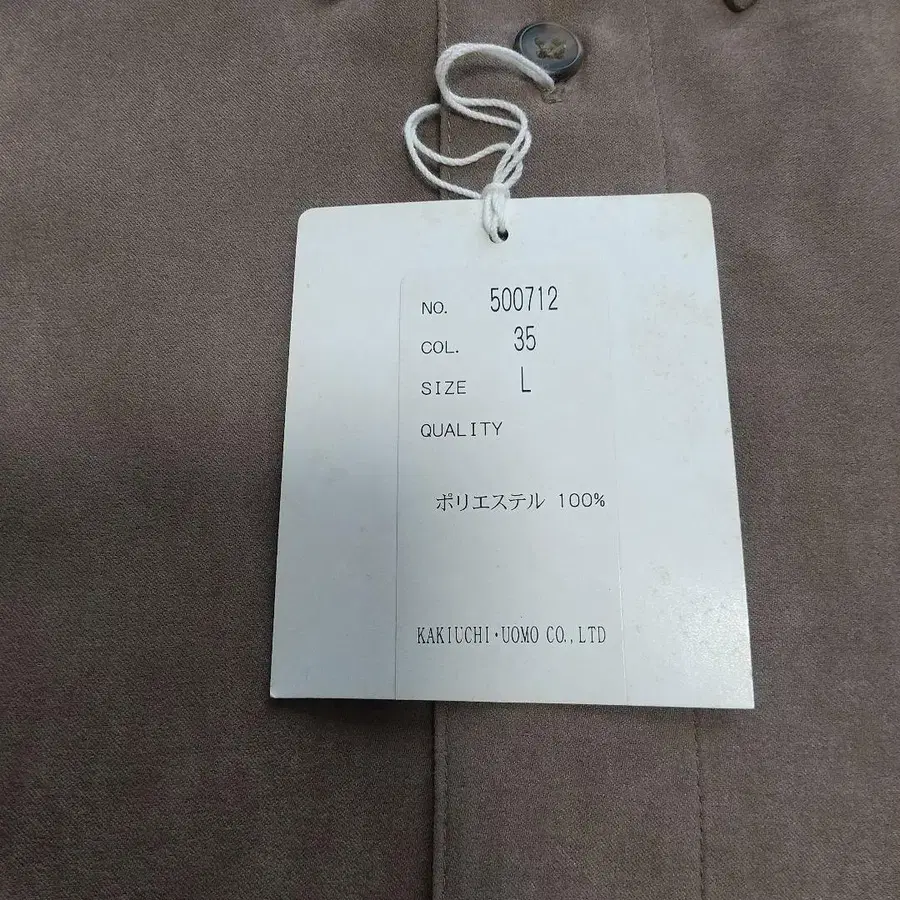 NO. 500712
COL. 35
SIZE L
QUALITY
ポリエステル 100%
KAKIUCHI・UOMO CO.,LTD